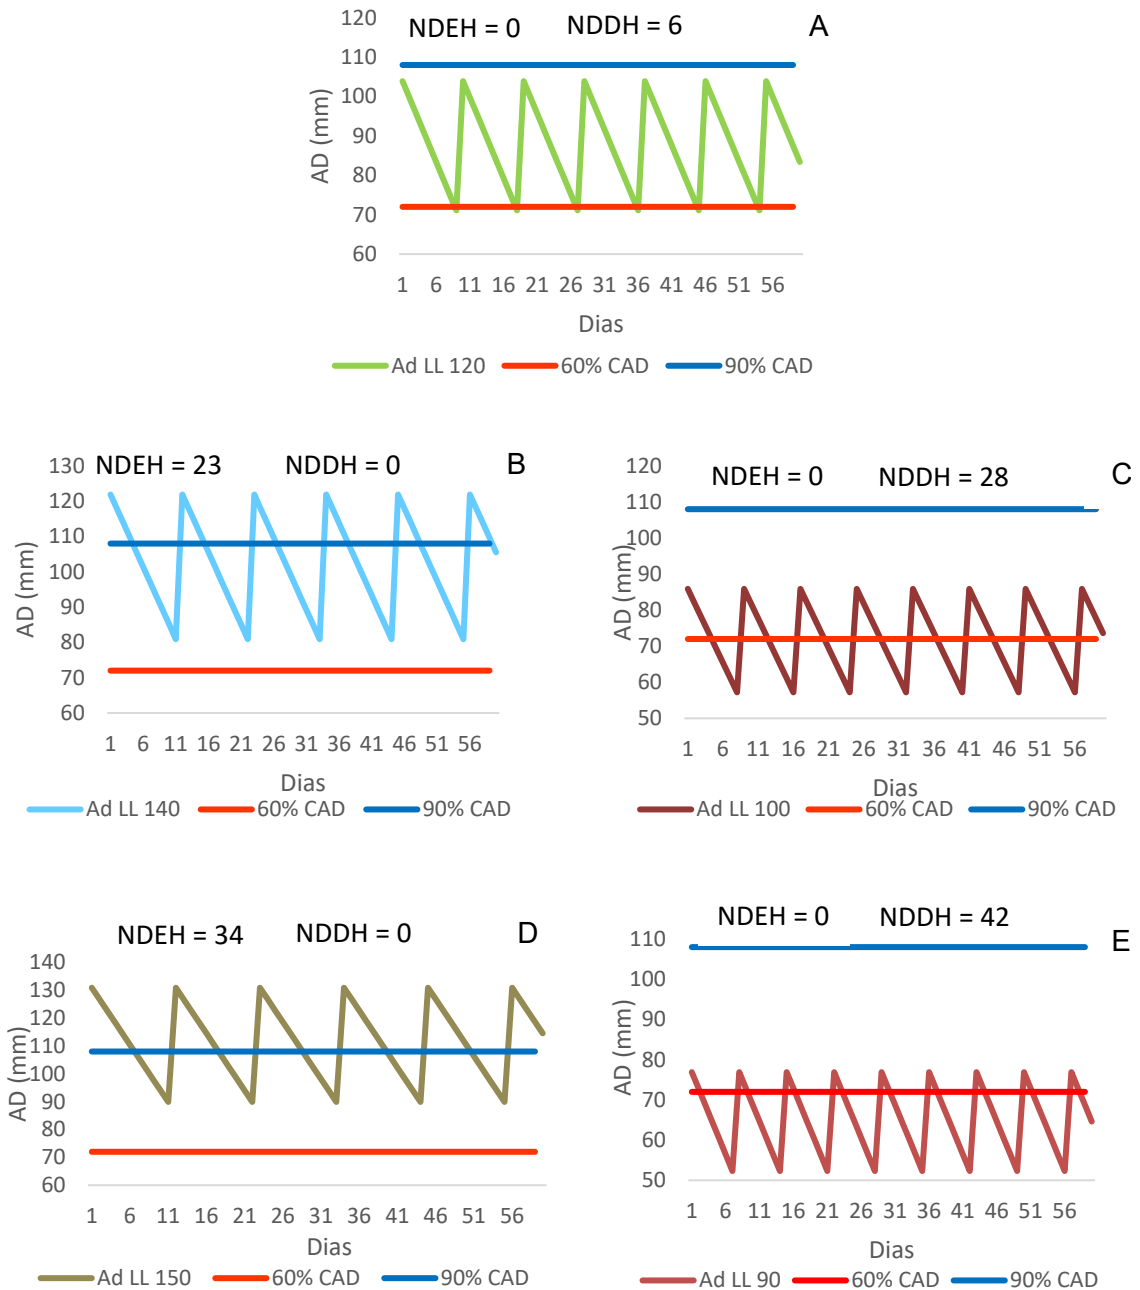 NDEH = 0 NDDH = 6 A
120
110
100
90
80
70
60
AD (mm)
1 6 11 16 21 26 31 36 41 46 51 56
Dias
Ad LL 120 60% CAD 90% CAD
NDEH = 23 NDDH = 0 B
130
120
110
100
90
80
70
60
AD (mm)
1 6 11 16 21 26 31 36 41 46 51 56
Dias
Ad LL 140 60% CAD 90% CAD
NDEH = 0 NDDH = 28 C
120
110
100
90
80
70
60
50
AD (mm)
1 6 11 16 21 26 31 36 41 46 51 56
Dias
Ad LL 100 60% CAD 90% CAD
NDEH = 34 NDDH = 0 D
140
130
120
110
100
90
80
70
60
AD (mm)
1 6 11 16 21 26 31 36 41 46 51 56
Dias
Ad LL 150 60% CAD 90% CAD
NDEH = 0 NDDH = 42 E
110
100
90
80
70
60
50
AD (mm)
1 6 11 16 21 26 31 36 41 46 51 56
Dias
Ad LL 90 60% CAD 90% CAD